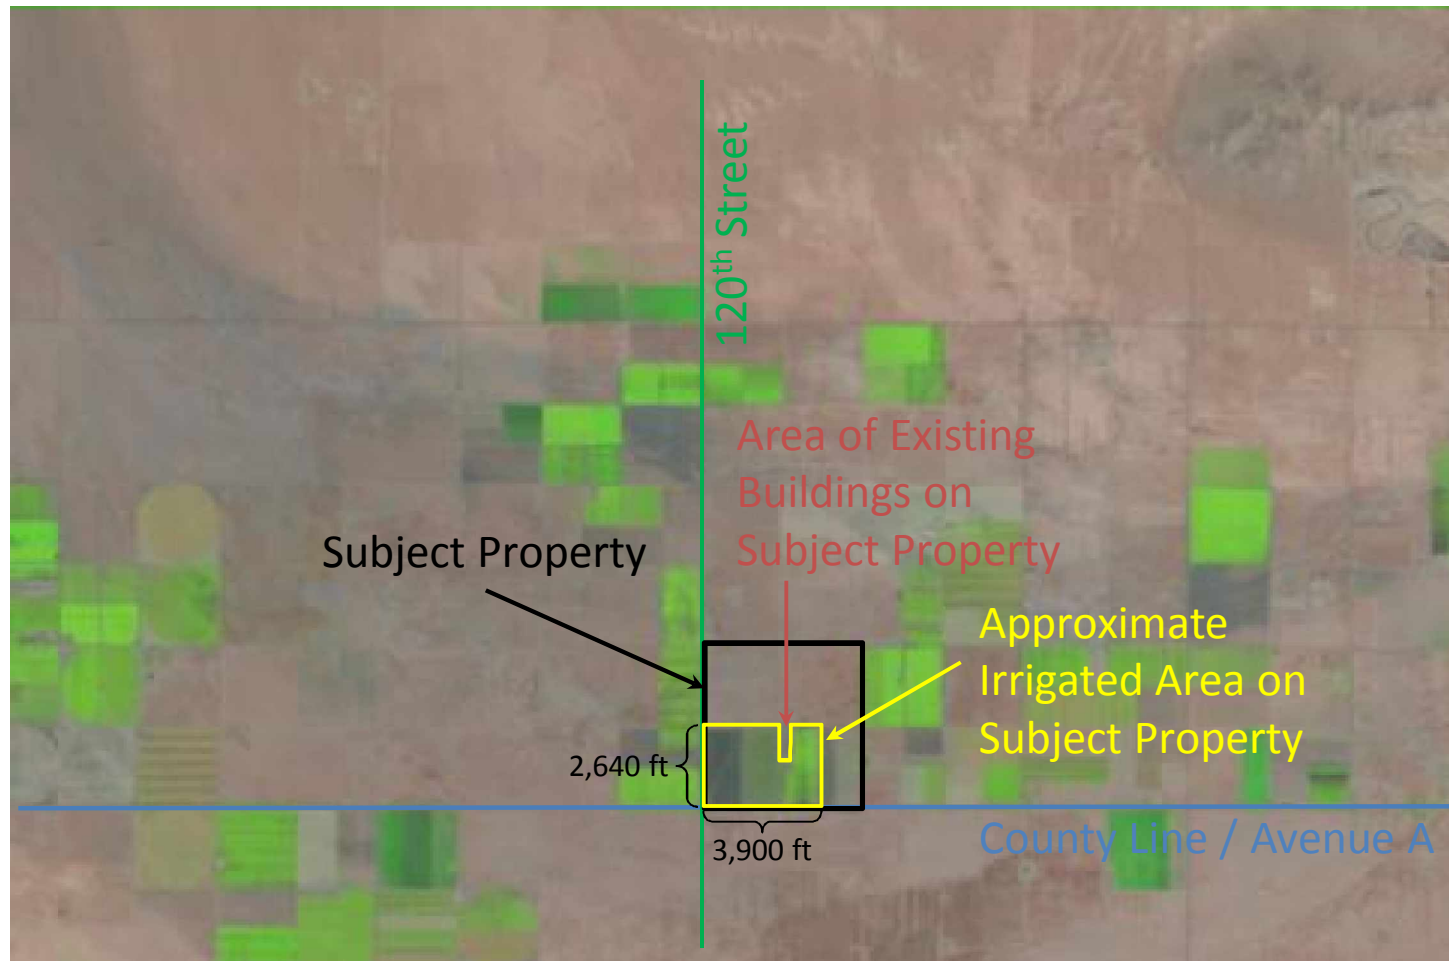 120th Street
Area of Existing
Buildings on
Subject Property
Subject Property
Approximate
Irrigated Area on
Subject Property
2,640 ft
3,900 ft
County Line / Avenue A